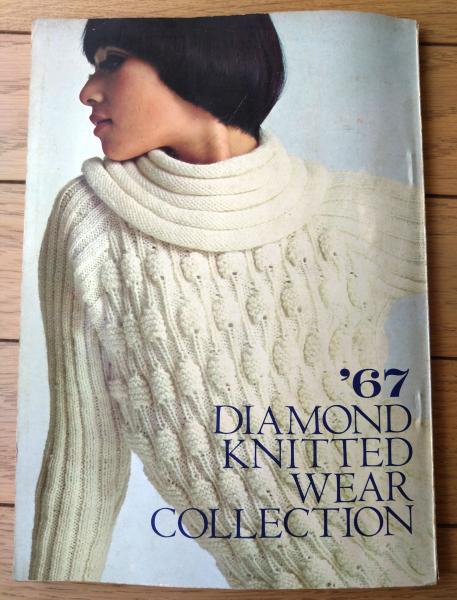 ’67
DIAMOND
KNITTED
WEAR
COLLECTION